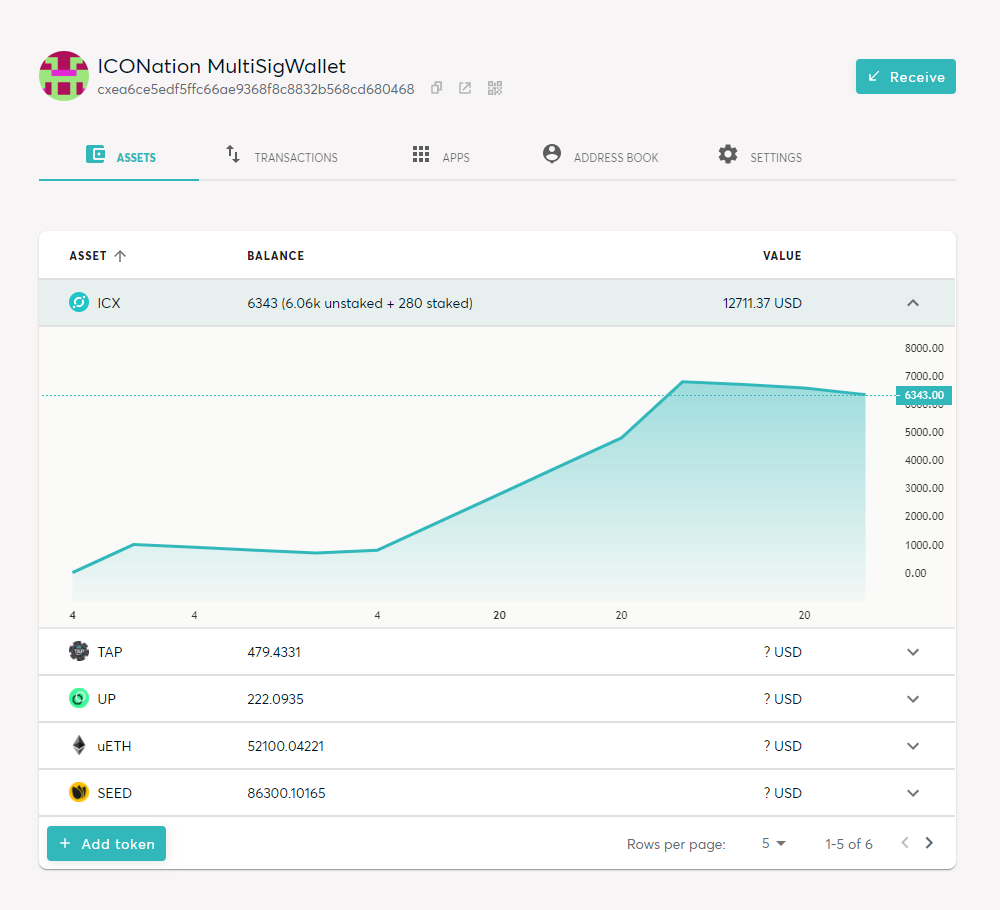 ICONation MultiSigWallet
cxea6ce5edf5ffc66ae9368f8c8832b568cd680468
Receive
ASSETS TRANSACTIONS APPS ADDRESS BOOK SETTINGS
ASSET BALANCE VALUE
ICX 6343 (6.06k unstaked + 280 staked) 12711.37 USD
8000.00
7000.00
6343.00
6000.00
5000.00
4000.00
3000.00
2000.00
1000.00
0.00
4 4 4 20 20 20
TAP 479.4331 ? USD
UP 222.0935 ? USD
uETH 52100.04221 ? USD
SEED 86300.10165 ? USD
+ Add token Rows per page: 5 1-5 of 6